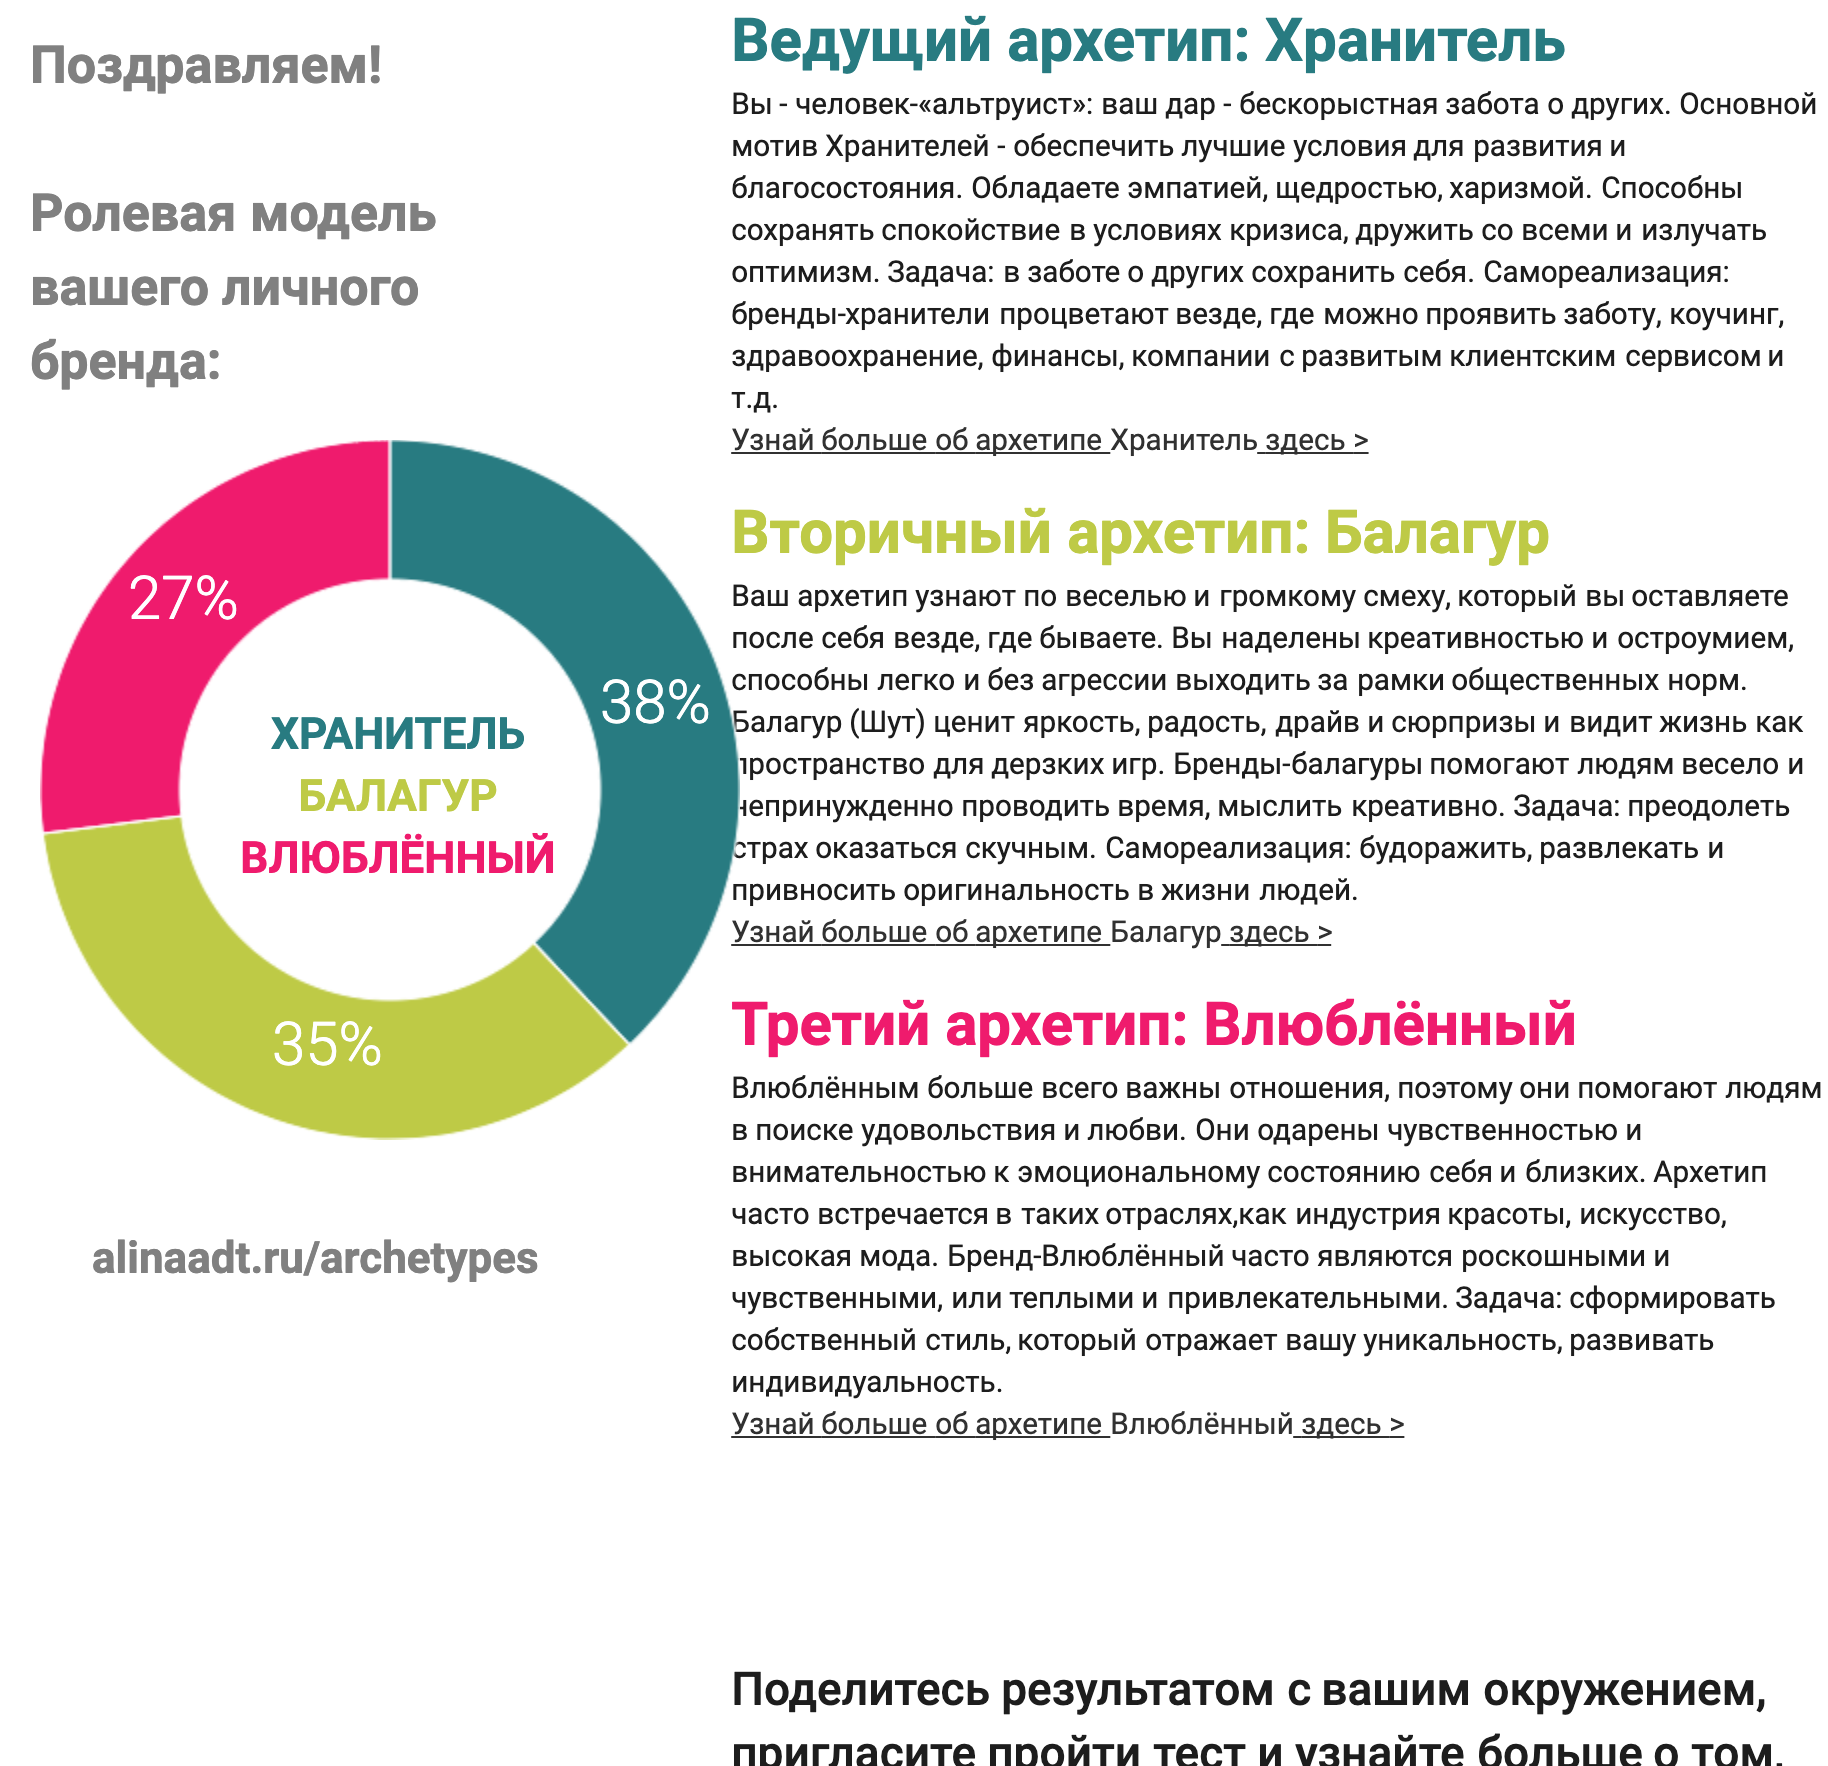 Поздравляем!
Ролевая модель
вашего личного
бренда:
27%
38%
ХРАНИТЕЛЬ
БАЛАГУР
ВЛЮБЛЁННЫЙ
35%
alinaadt.ru/archetypes
Ведущий архетип: Хранитель
Вы - человек-«альтруист»: ваш дар - бескорыстная забота о других. Основной
мотив Хранителей - обеспечить лучшие условия для развития и
благосостояния. Обладаете эмпатией, щедростью, харизмой. Способны
сохранять спокойствие в условиях кризиса, дружить со всеми и излучать
оптимизм. Задача: в заботе о других сохранить себя. Самореализация:
бренды-хранители процветают везде, где можно проявить заботу, коучинг,
здравоохранение, финансы, компании с развитым клиентским сервисом и
т.д.
Узнай больше об архетипе Хранитель здесь >
Вторичный архетип: Балагур
Ваш архетип узнают по веселью и громкому смеху, который вы оставляете
после себя везде, где бываете. Вы наделены креативностью и остроумием,
способны легко и без агрессии выходить за рамки общественных норм.
Балагур (Шут) ценит яркость, радость, драйв и сюрпризы и видит жизнь как
пространство для дерзких игр. Бренды-балагуры помогают людям весело и
непринужденно проводить время, мыслить креативно. Задача: преодолеть
страх оказаться скучным. Самореализация: будоражить, развлекать и
привносить оригинальность в жизни людей.
Узнай больше об архетипе Балагур здесь >
Третий архетип: Влюблённый
Влюблённым больше всего важны отношения, поэтому они помогают людям
в поиске удовольствия и любви. Они одарены чувственностью и
внимательностью к эмоциональному состоянию себя и близких. Архетип
часто встречается в таких отраслях,как индустрия красоты, искусство,
высокая мода. Бренд-Влюблённый часто являются роскошными и
чувственными, или теплыми и привлекательными. Задача: сформировать
собственный стиль, который отражает вашу уникальность, развивать
индивидуальность.
Узнай больше об архетипе Влюблённый здесь >
Поделитесь результатом с вашим окружением,
пригласите пройти тест и узнайте больше о том,